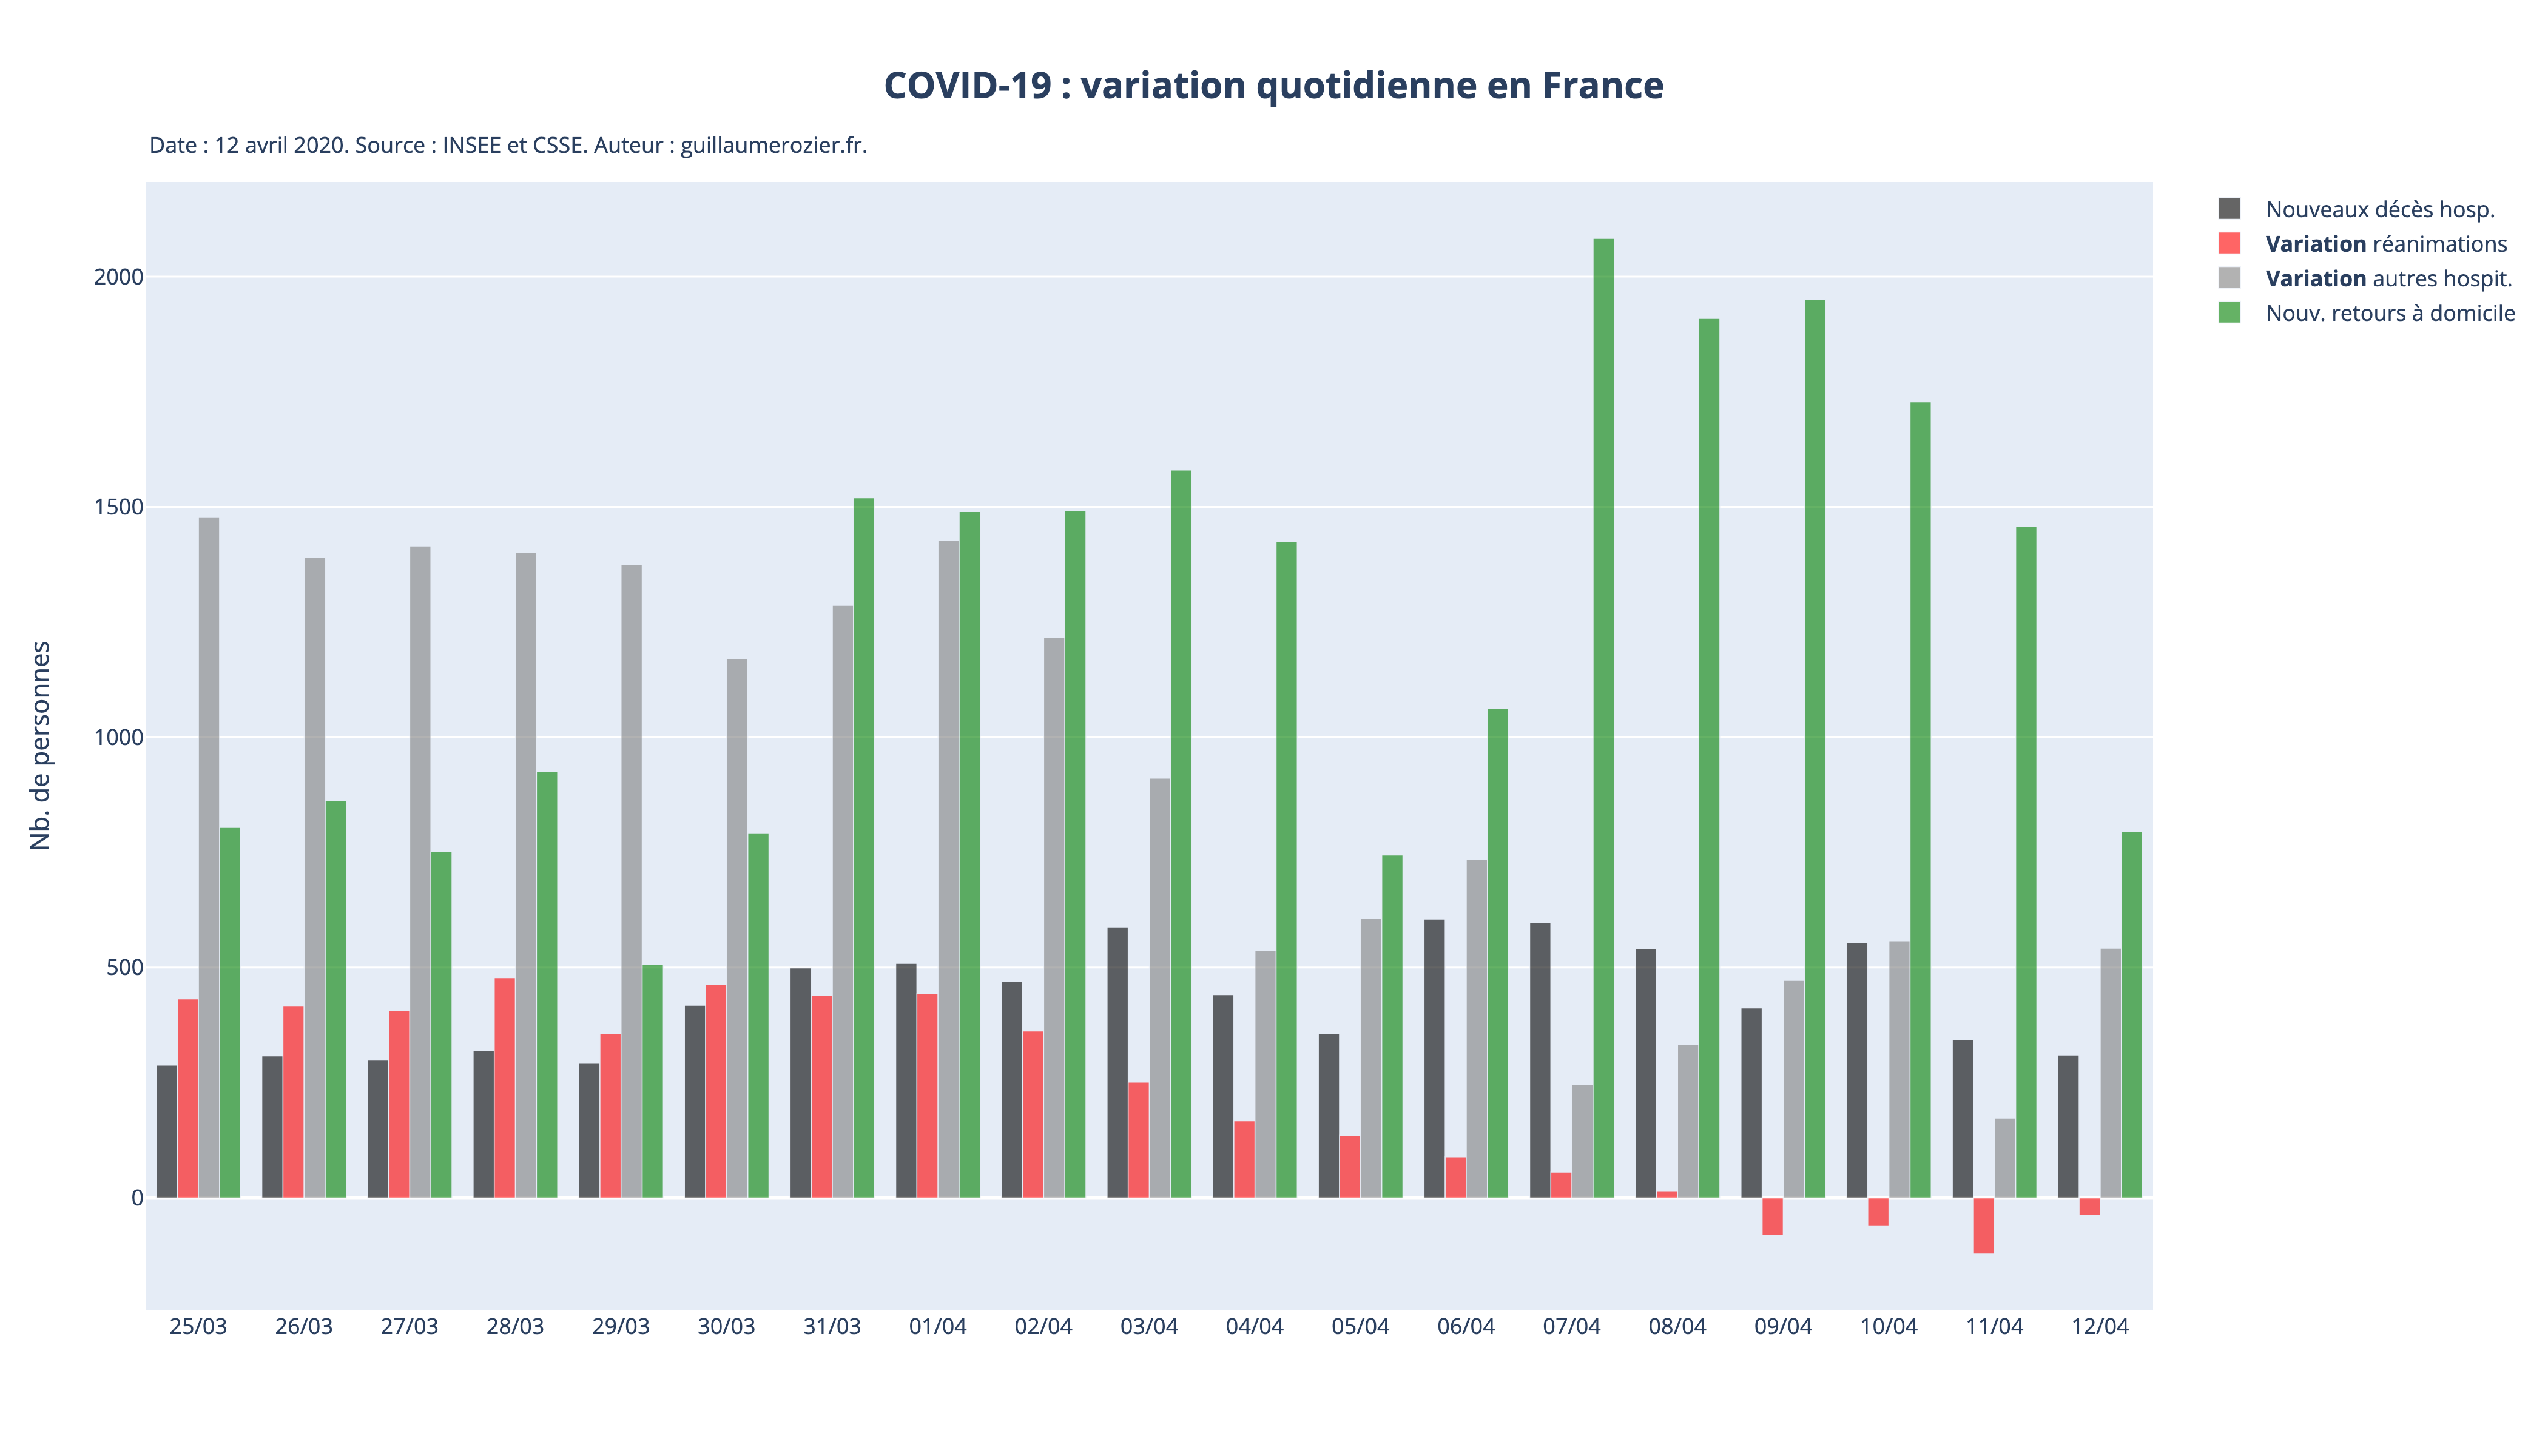 COVID-19 : variation quotidienne en France
Date : 12 avril 2020. Source : INSEE et CSSE. Auteur : guillaumerozier.fr.
Nouveaux décès hosp.
Variation réanimations
Variation autres hospit.
Nouv. retours à domicile
Nb. de personnes
2000
1500
1000
500
0
25/03 26/03 27/03 28/03 29/03 30/03 31/03 01/04 02/04 03/04 04/04 05/04 06/04 07/04 08/04 09/04 10/04 11/04 12/04